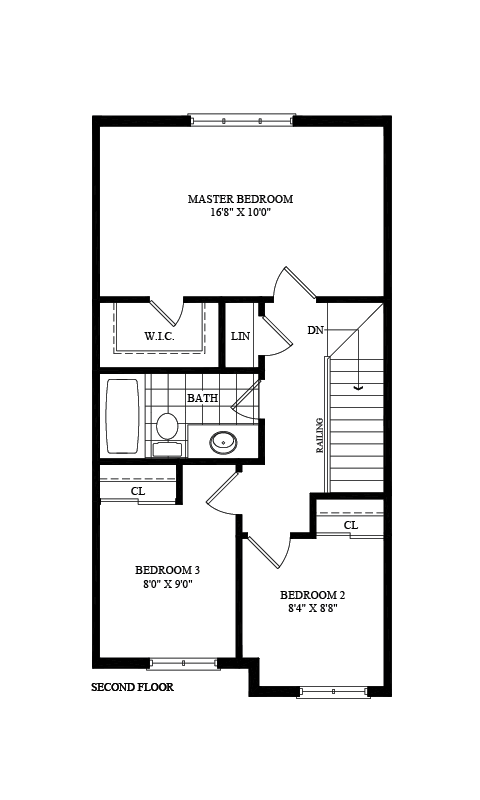 MASTER BEDROOM
16'8" X 10'0"
W.I.C.
LIN
DN
BATH
RAILING
CL
CL
BEDROOM 3
8'0" X 9'0"
BEDROOM 2
8'4" X 8'8"
SECOND FLOOR